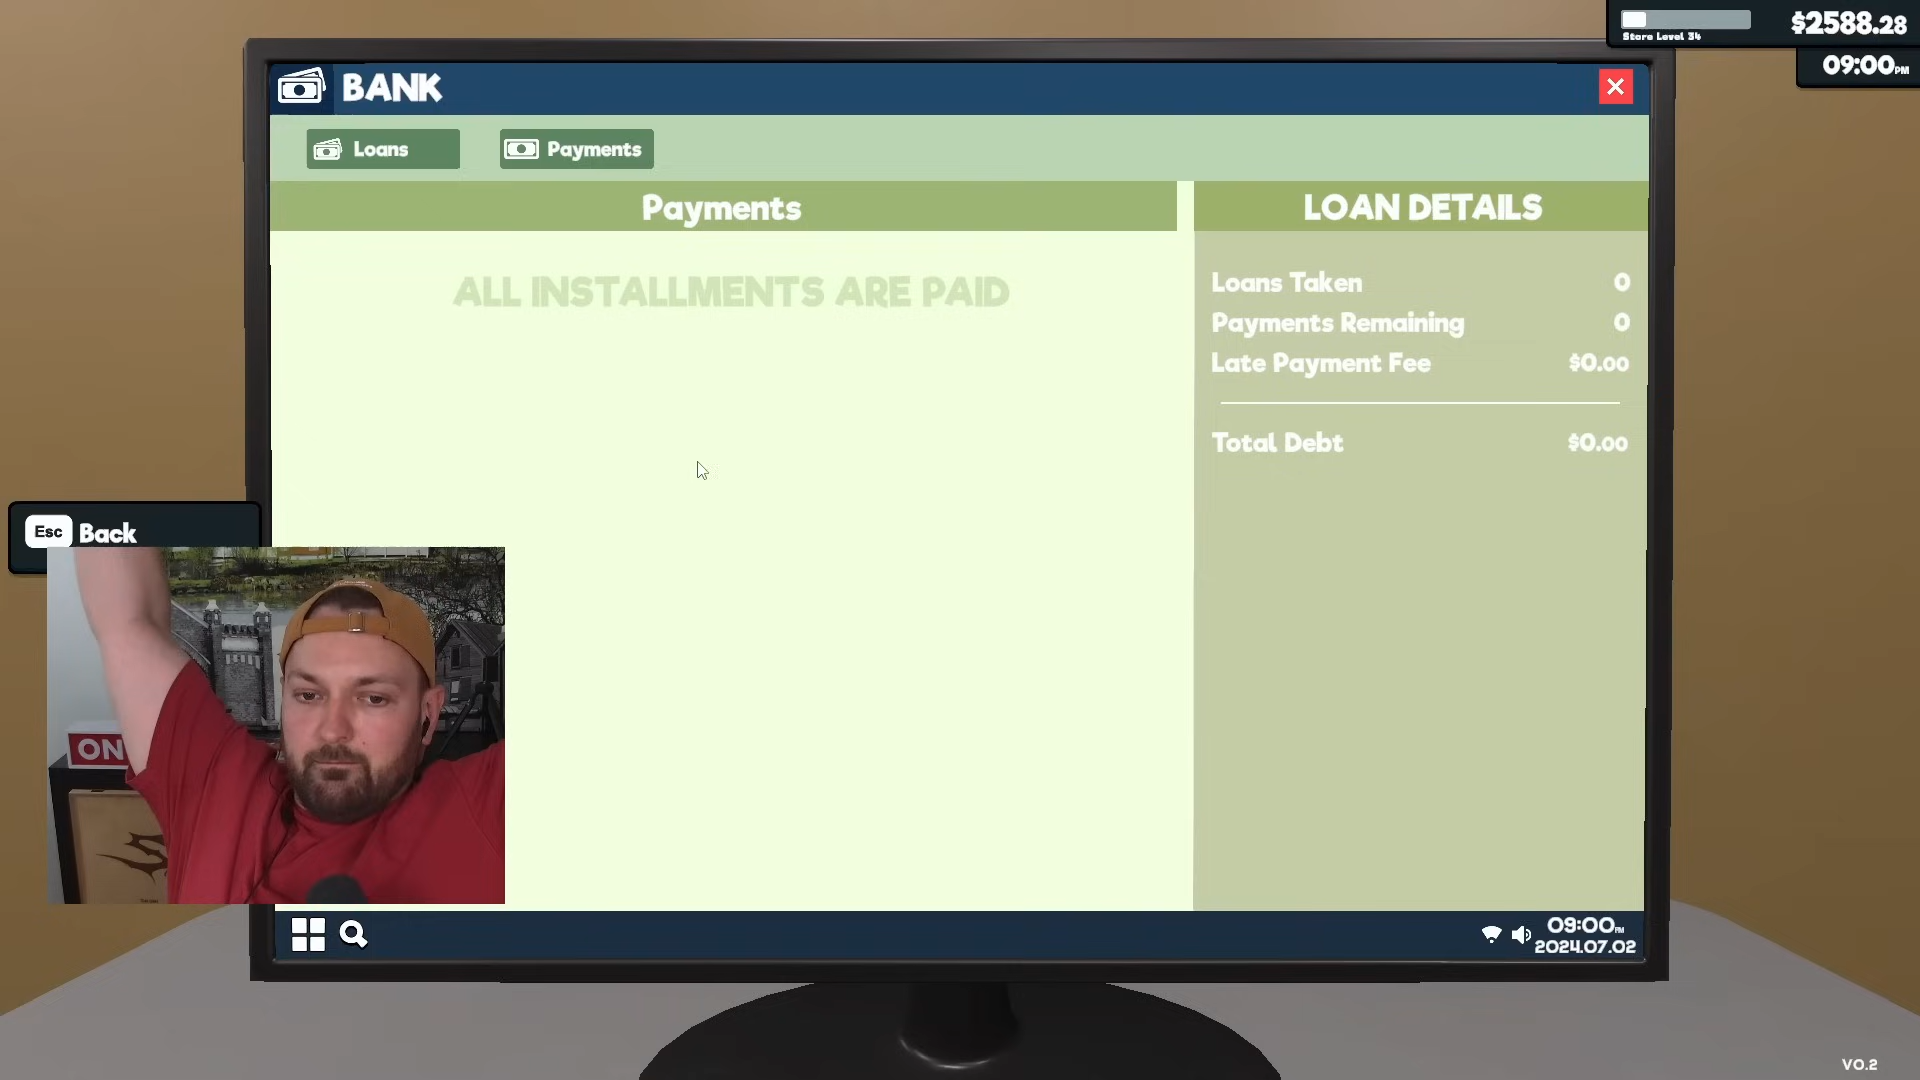 $2588.28
Store Level 34
09:00PM
BANK
Loans
Payments
Payments
LOAN DETAILS
ALL INSTALLMENTS ARE PAID
Loans Taken 0
Payments Remaining 0
Late Payment Fee $0.00
Total Debt $0.00
Esc Back
ON
09:00PM
2024.07.02
V0.2